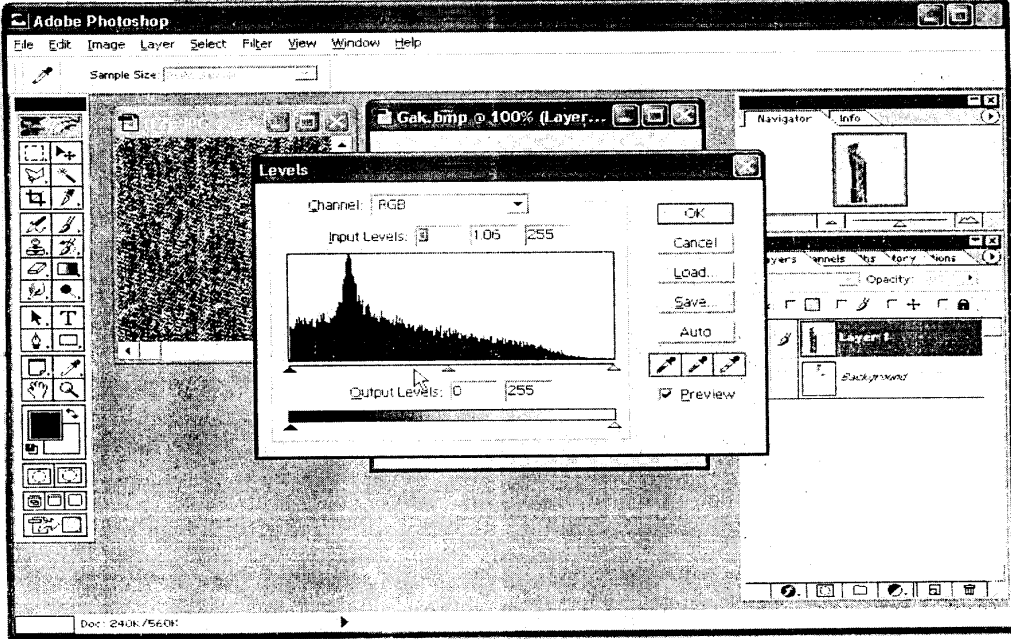 Adobe Photoshop
File Edit Image Layer Select Filter View Window Help
Sample Size:
Gak.bmp @ 100% (Layer...
Navigator Info
Levels
Channel: RGB
Input Levels: 1.06 255
OK
Cancel
Load...
Save...
Auto
Preview
Output Levels: 0 255
Opacity:
Background
T
Doc: 240K/560K